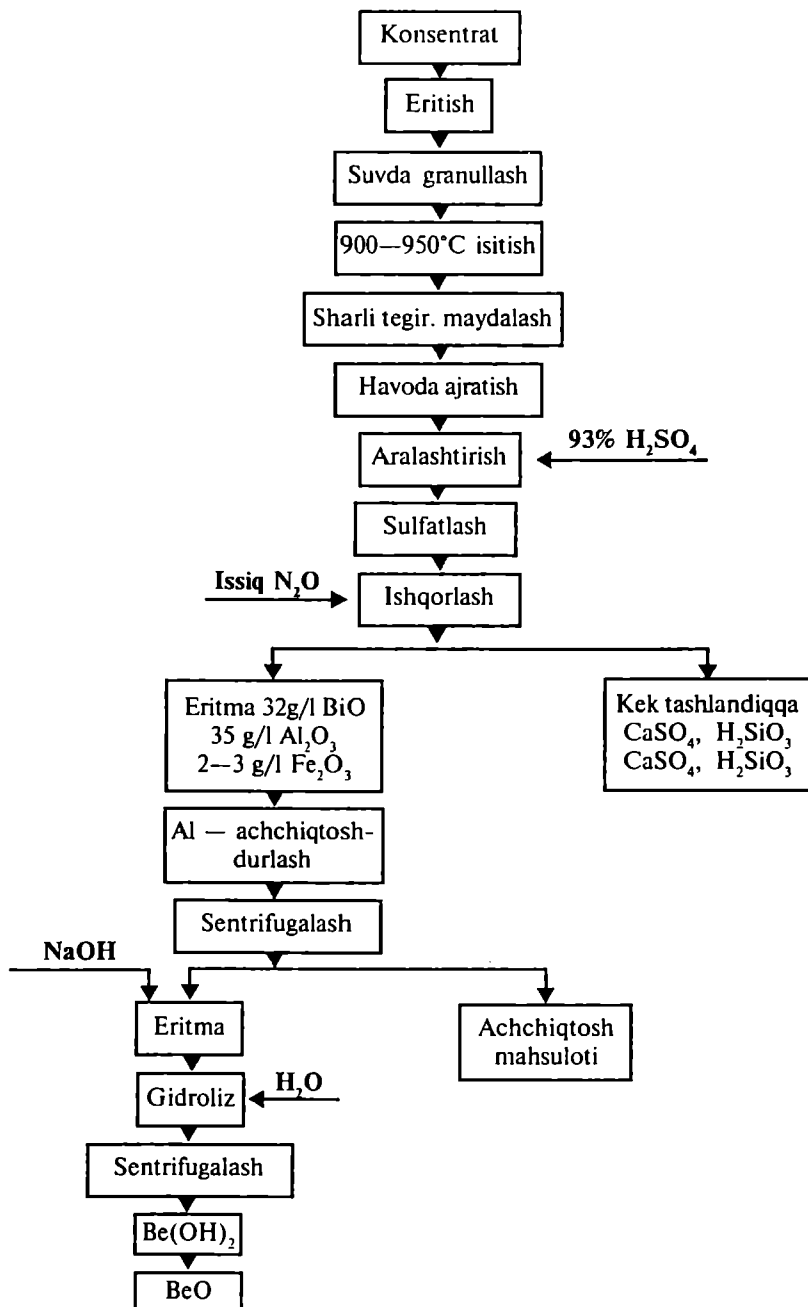 Konsentrat
Eritish
Suvda granullash
900—950°C isitish
Sharli tegir. maydalash
Havoda ajratish
Aralashtirish
93% H₂SO₄
Sulfatlash
Issiq N₂O
Ishqorlash
Eritma 32g/l BiO
35 g/l Al₂O₃
2—3 g/l Fe₂O₃
Kek tashlandiqqa
CaSO₄, H₂SiO₃
CaSO₄, H₂SiO₃
Al — achchiqtosh-
durlash
Sentrifugalash
NaOH
Eritma
Achchiqtosh
mahsuloti
Gidroliz
H₂O
Sentrifugalash
Be(OH)₂
BeO